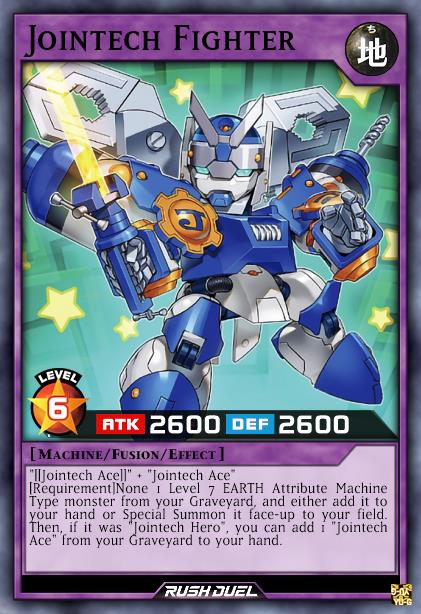 Jointech Fighter
ち
地
LEVEL
6
ATK 2600 DEF 2600
[Machine/Fusion/Effect]
"[[Jointech Ace]]" + "Jointech Ace"
[Requirement]None 1 Level 7 EARTH Attribute Machine
Type monster from your Graveyard, and either add it to
your hand or Special Summon it face-up to your field.
Then, if it was "Jointech Hero", you can add 1 "Jointech
Ace" from your Graveyard to your hand.
RUSH DUEL